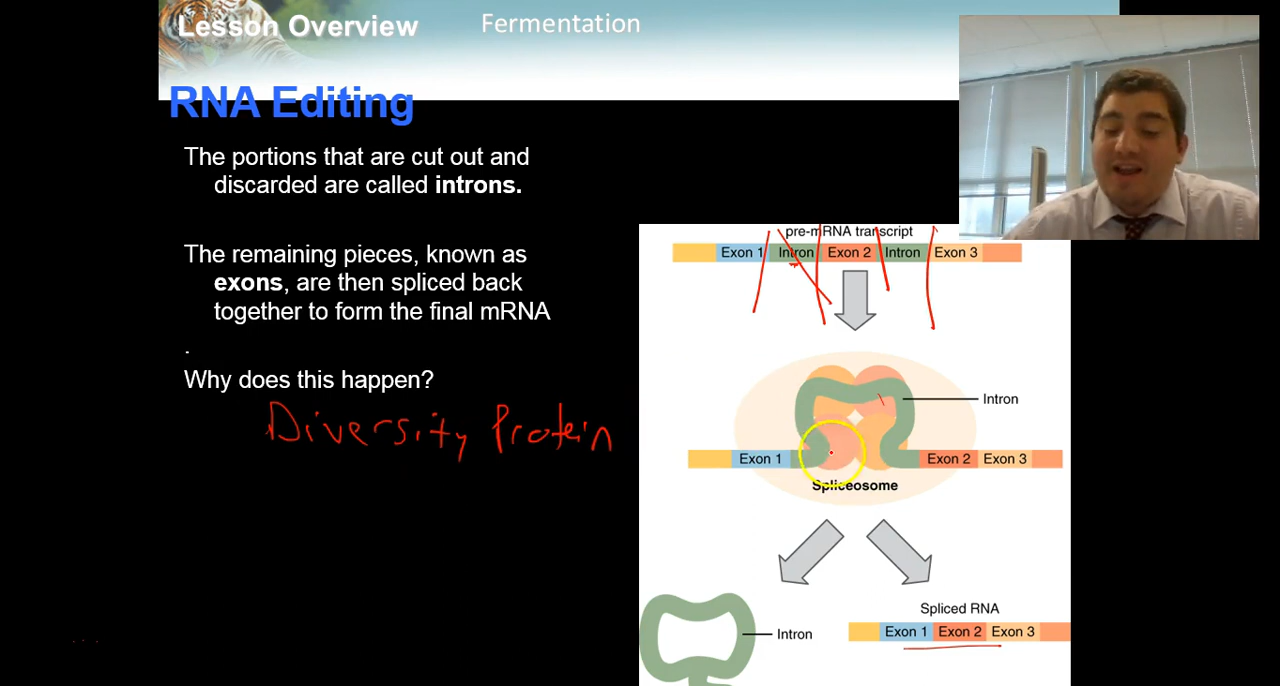 Lesson Overview
Fermentation
RNA Editing
The portions that are cut out and
discarded are called introns.
The remaining pieces, known as
exons, are then spliced back
together to form the final mRNA
.
Why does this happen?
Diversity Protein
pre-mRNA transcript
Exon 1 Intron Exon 2 Intron Exon 3
Intron
Exon 1 Exon 2 Exon 3
Spliceosome
Spliced RNA
Exon 1 Exon 2 Exon 3
Intron